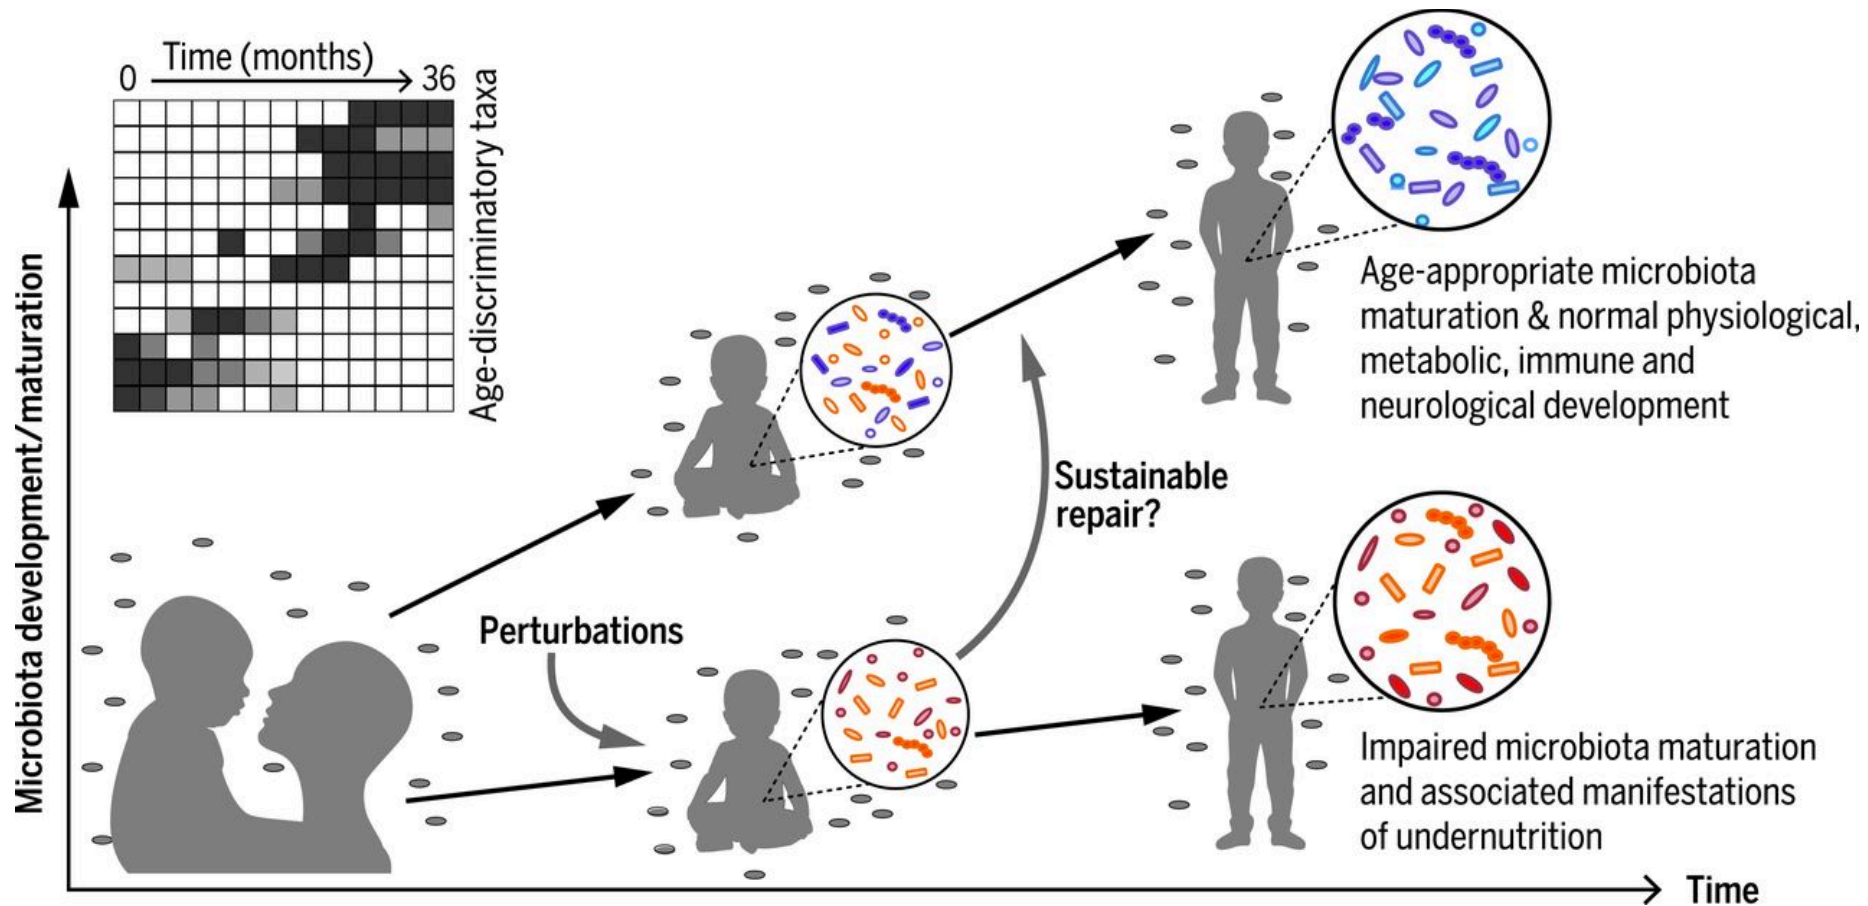 Time (months)
0
36
Age-discriminatory taxa
Microbiota development/maturation
Age-appropriate microbiota
maturation & normal physiological,
metabolic, immune and
neurological development
Sustainable
repair?
Perturbations
Impaired microbiota maturation
and associated manifestations
of undernutrition
Time